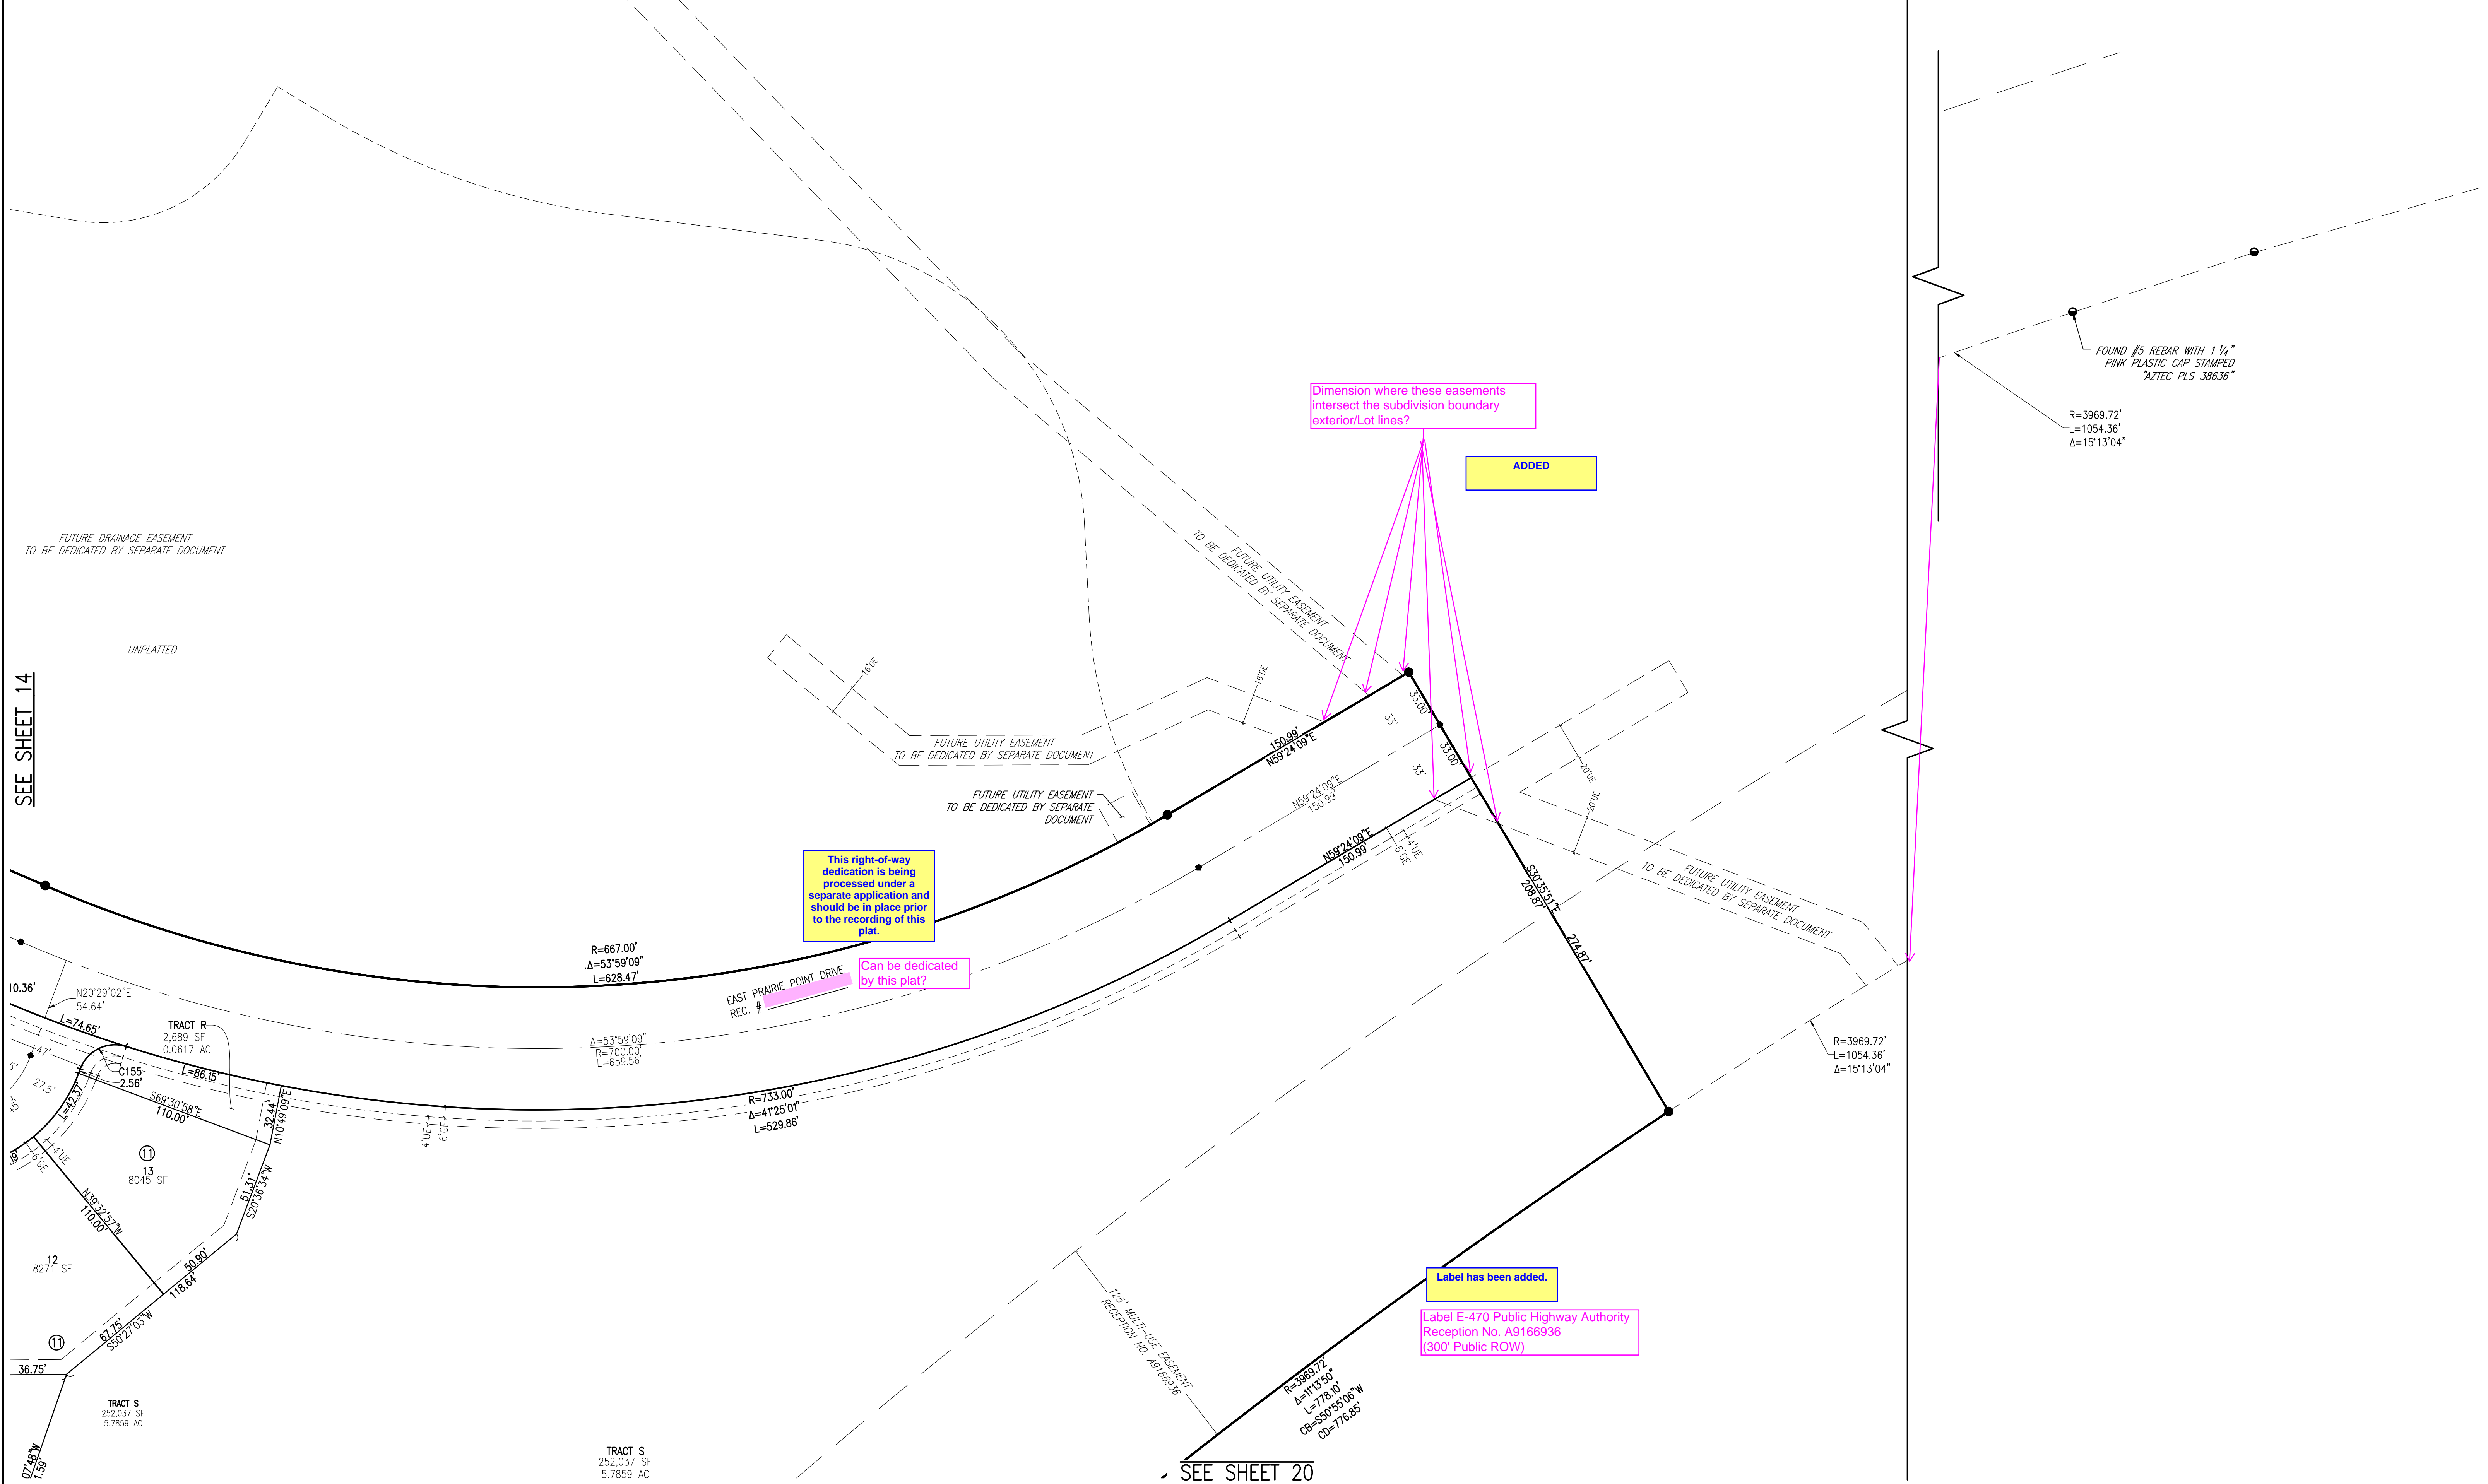 FOUND #5 REBAR WITH 1 1/4"
PINK PLASTIC CAP STAMPED
"AZTEC PLS 38636"
R=3969.72'
L=1054.36'
Δ=15°13'04"
Dimension where these easements
intersect the subdivision boundary
exterior/Lot lines?
ADDED
FUTURE DRAINAGE EASEMENT
TO BE DEDICATED BY SEPARATE DOCUMENT
UNPLATTED
SEE SHEET 14
FUTURE UTILITY EASEMENT
TO BE DEDICATED BY SEPARATE DOCUMENT
16'DE
16'DE
FUTURE UTILITY EASEMENT
TO BE DEDICATED BY SEPARATE DOCUMENT
FUTURE UTILITY EASEMENT
TO BE DEDICATED BY SEPARATE
DOCUMENT
150.99'
N59°24'09"E
33.00'
33'
33.00'
33'
N59°24'09"E
150.99'
N59°24'09"E
150.99'
6'GE
4'UE
20'UE
20'UE
FUTURE UTILITY EASEMENT
TO BE DEDICATED BY SEPARATE DOCUMENT
S30°35'51"E
208.87'
274.87'
R=3969.72'
L=1054.36'
Δ=15°13'04"
This right-of-way
dedication is being
processed under a
separate application and
should be in place prior
to the recording of this
plat.
Can be dedicated
by this plat?
R=667.00'
Δ=53°59'09"
L=628.47'
EAST PRAIRIE POINT DRIVE
REC. #
Δ=53°59'09"
R=700.00'
L=659.56'
R=733.00'
Δ=41°25'01"
L=529.86'
4'UE
6'GE
10.36'
N20°29'02"E
54.64'
L=74.65'
TRACT R
2,689 SF
0.0617 AC
47'
5'
27.5'
C155
2.56'
L=86.15'
L=42.37'
S69°30'58"E
110.00'
32.44'
N10°49'09"E
6'GE
4'UE
11
13
8045 SF
51.31'
S20°36'34"W
N39°32'57"W
110.00'
12
8271 SF
50.90'
118.64'
67.75'
S50°27'03"W
11
36.75'
TRACT S
252,037 SF
5.7859 AC
07'48"W
1.59'
TRACT S
252,037 SF
5.7859 AC
125' MULTI-USE EASEMENT
RECEPTION NO. A9166936
Label has been added.
Label E-470 Public Highway Authority
Reception No. A9166936
(300' Public ROW)
R=3969.72'
Δ=11°13'50"
L=778.10'
CB=S50°55'06"W
CD=776.85'
SEE SHEET 20